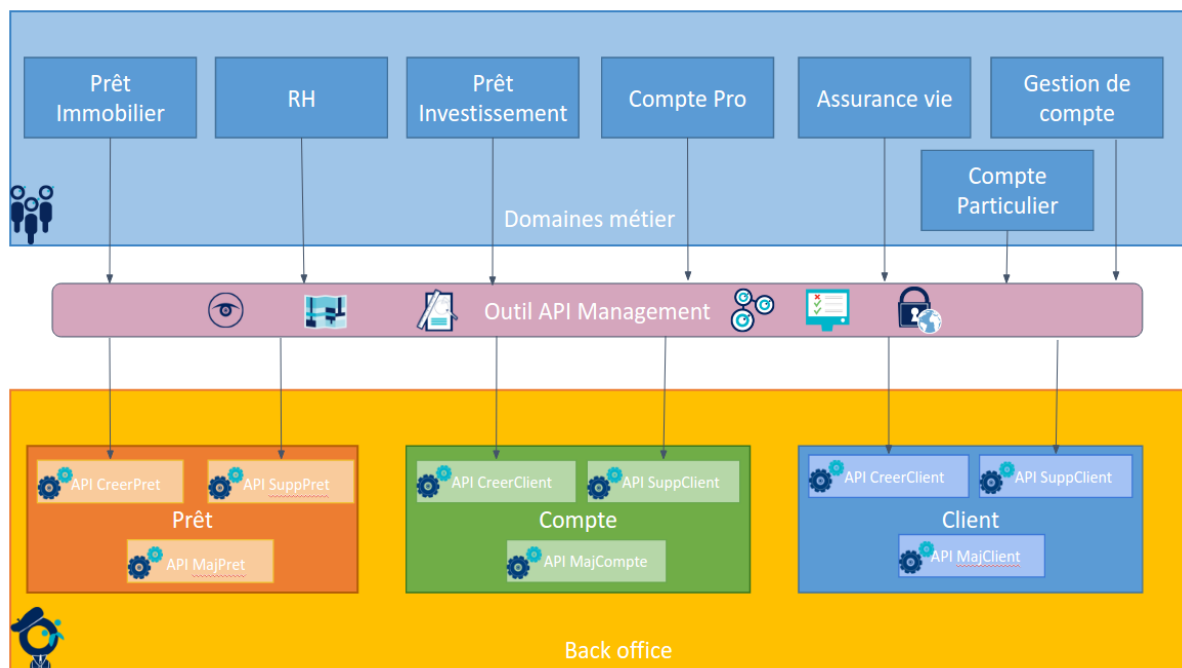 Prêt
Immobilier
RH
Prêt
Investissement
Compte Pro
Assurance vie
Gestion de
compte
Compte
Particulier
Domaines métier
Outil API Management
API CreerPret
API SuppPret
Prêt
API MajPret
API CreerClient
API SuppClient
Compte
API MajCompte
API CreerClient
API SuppClient
Client
API MajClient
Back office